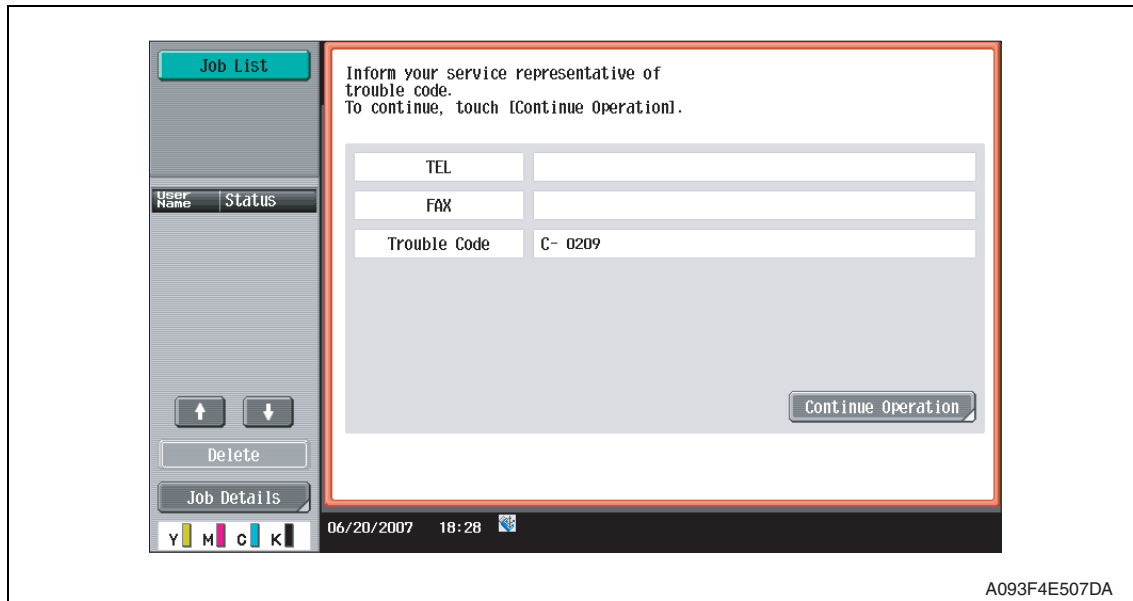 Job List
User Name
Status
Delete
Job Details
Y M C K
Inform your service representative of
trouble code.
To continue, touch [Continue Operation].
TEL
FAX
Trouble Code C- 0209
Continue Operation
06/20/2007 18:28
A093F4E507DA